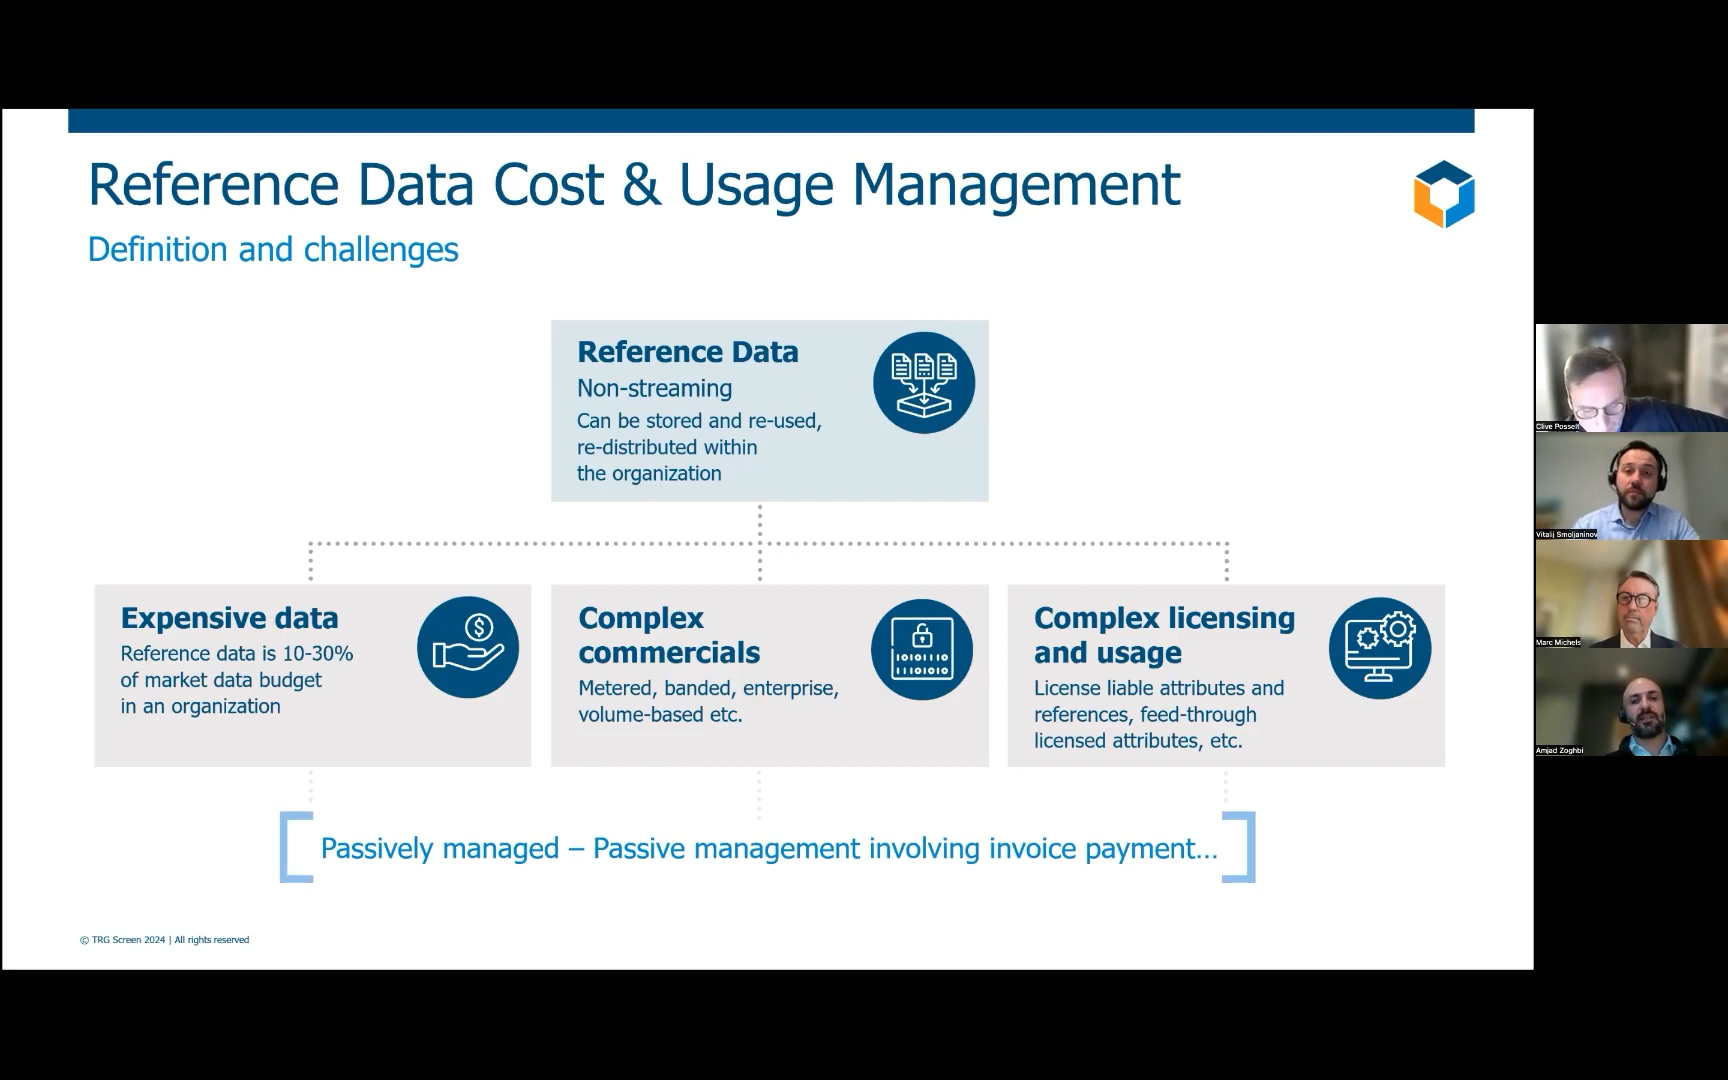 Reference Data Cost & Usage Management
Definition and challenges
Reference Data
Non-streaming
Can be stored and re-used,
re-distributed within
the organization
Expensive data
Reference data is 10-30%
of market data budget
in an organization
$
Complex
commercials
Metered, banded, enterprise,
volume-based etc.
1010110
1110101
Complex licensing
and usage
License liable attributes and
references, feed-through
licensed attributes, etc.
Passively managed – Passive management involving invoice payment...
© TRG Screen 2024 | All rights reserved
Clive Posselt
Vitalij Smoljaninov
Marc Michels
Amjad Zoghbi